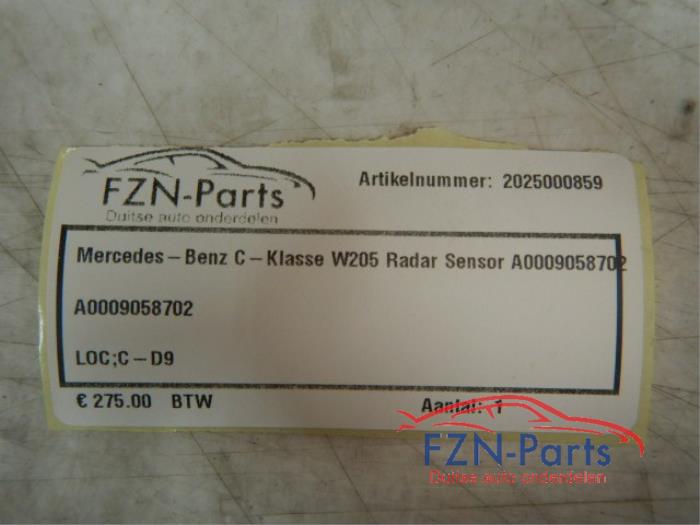 FZN-Parts
Duitse auto onderdelen
Artikelnummer: 2025000859
Mercedes-Benz C-Klasse W205 Radar Sensor A0009058702
A0009058702
LOC;C-D9
€ 275.00 BTW
Aantal: 1
FZN-Parts
Duitse auto onderdelen